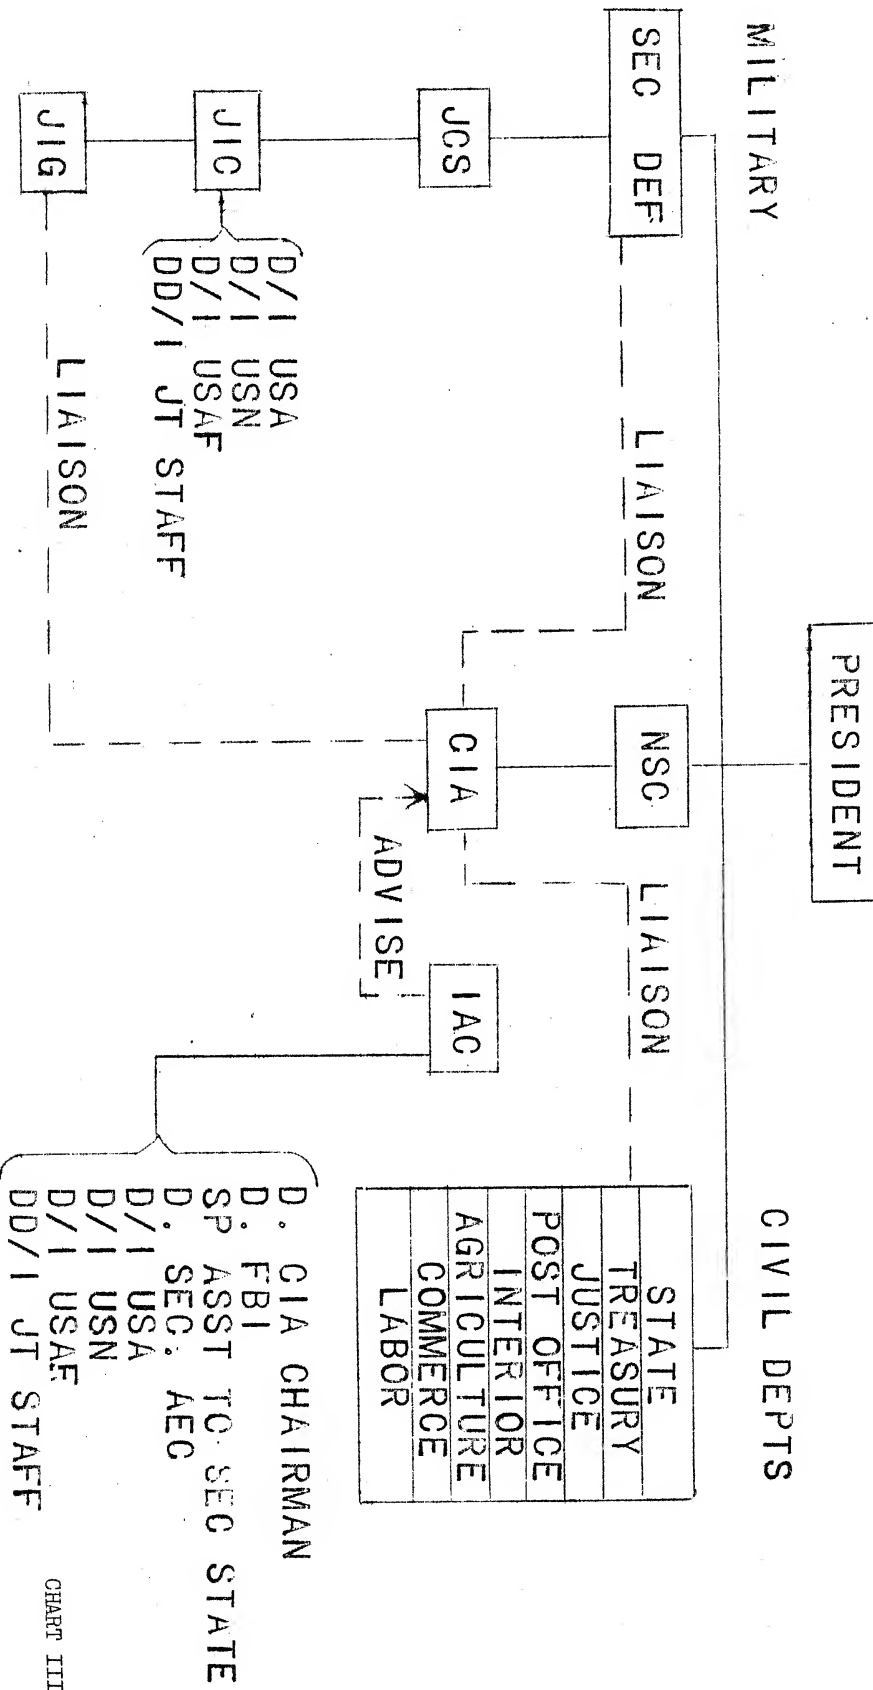 PRESIDENT
MILITARY
CIVIL DEPTS
SEC DEF
LIAISON
NSC
LIAISON
STATE
TREASURY
JUSTICE
POST OFFICE
INTERIOR
AGRICULTURE
COMMERCE
LABOR
JCS
CIA
IAC
ADVISE
JIC
D/I USA
D/I USN
D/I USAF
DD/I JT STAFF
JIG
LIAISON
D. CIA CHAIRMAN
D. FBI
SP ASST TO SEC STATE
D. SEC. AEC
D/I USA
D/I USN
D/I USAF
DD/I JT STAFF
CHART III